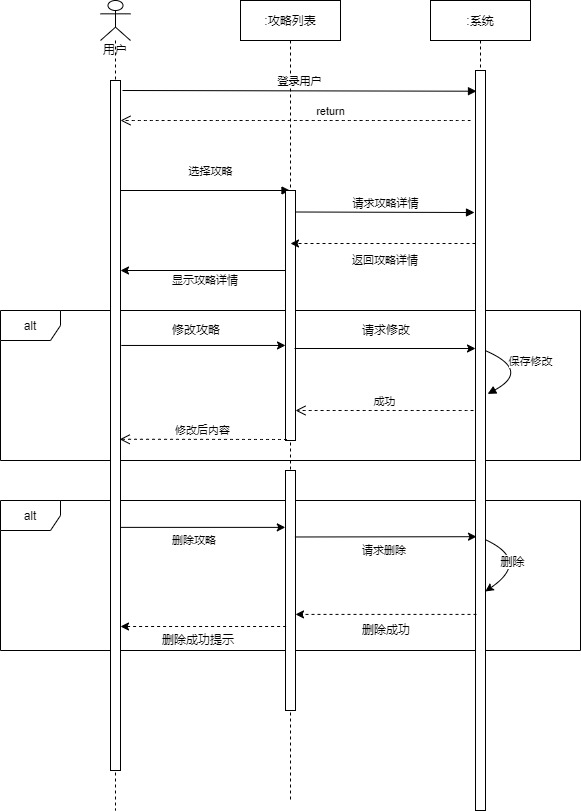 :攻略列表
:系统
用户
登录用户
return
选择攻略
请求攻略详情
返回攻略详情
显示攻略详情
alt
修改攻略
请求修改
保存修改
成功
修改后内容
alt
删除攻略
请求删除
删除
删除成功
删除成功提示